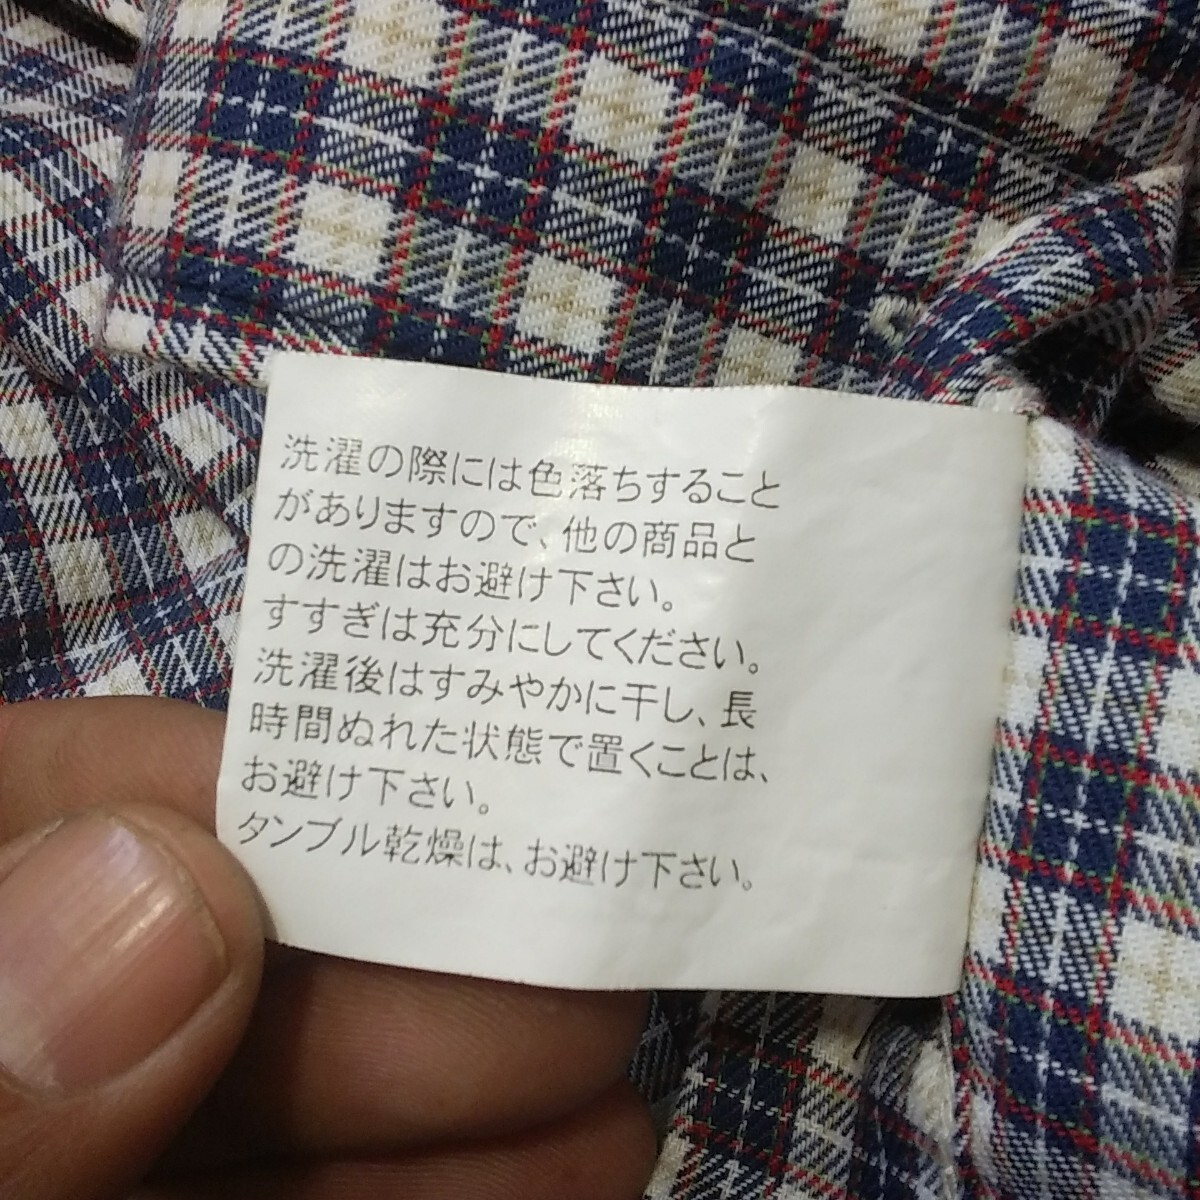 洗濯の際には色落ちすること
がありますので、他の商品と
の洗濯はお避け下さい。
すすぎは充分にしてください。
洗濯後はすみやかに干し、長
時間ぬれた状態で置くことは、
お避け下さい。
タンブル乾燥は、お避け下さい。